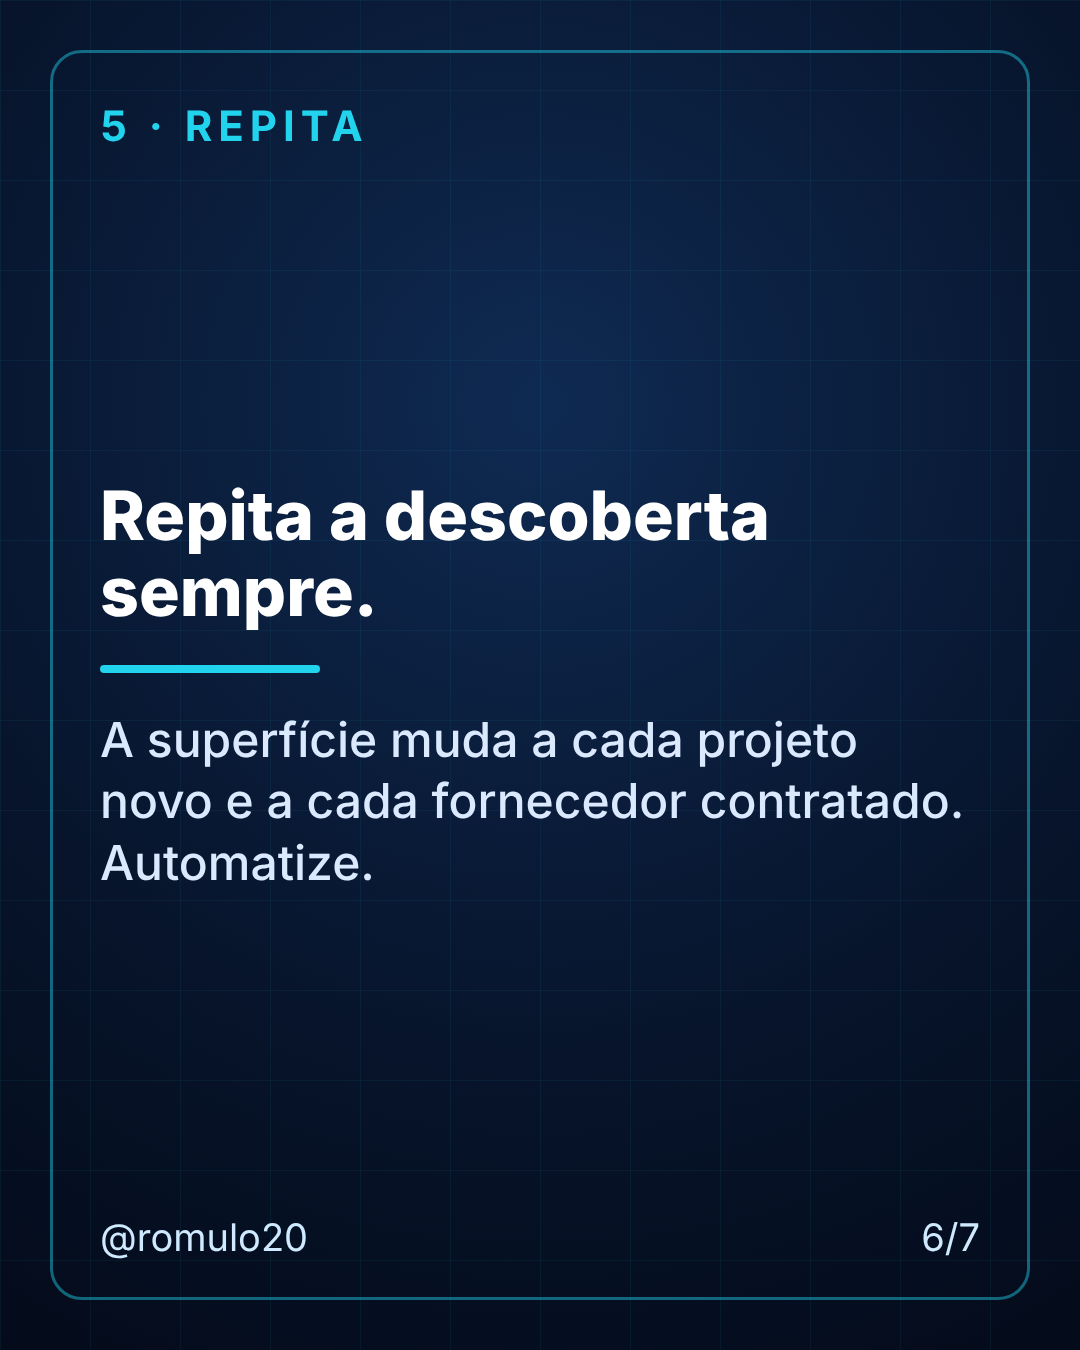 5 · REPITA
Repita a descoberta
sempre.
A superfície muda a cada projeto
novo e a cada fornecedor contratado.
Automatize.
@romulo20
6/7